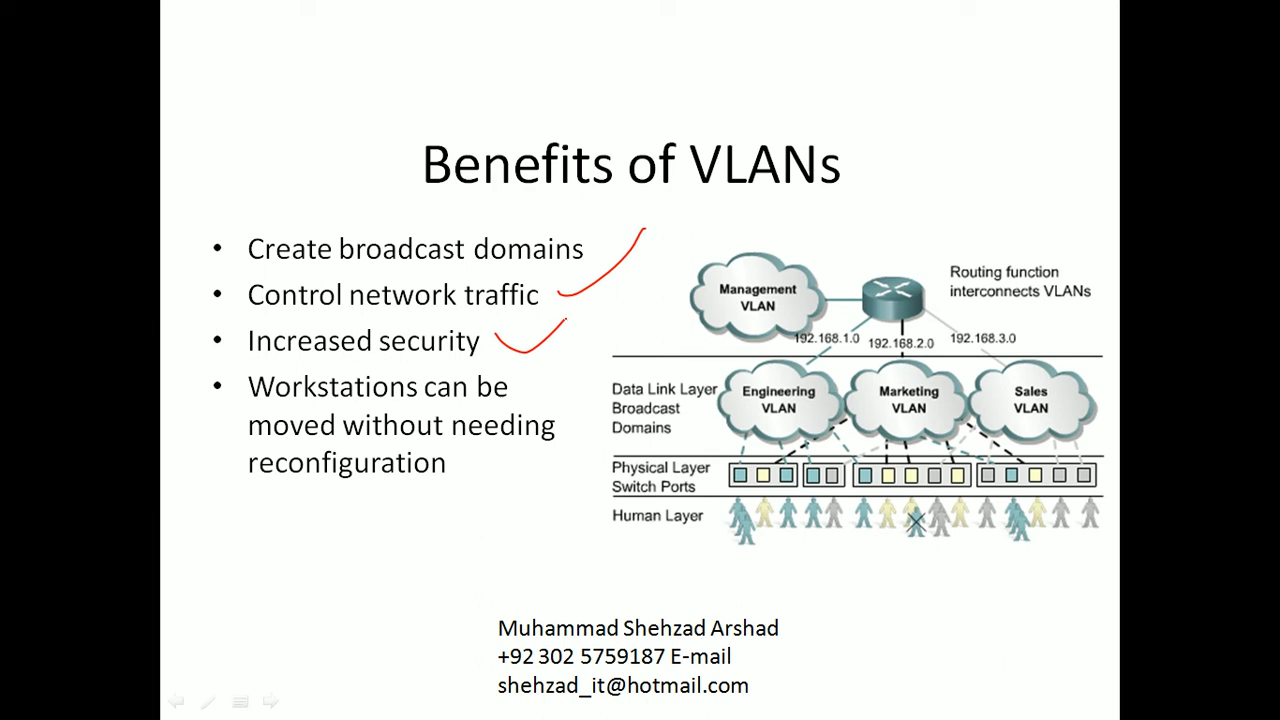 Benefits of VLANs
• Create broadcast domains
• Control network traffic
• Increased security
• Workstations can be
moved without needing
reconfiguration
Management
VLAN
Routing function
interconnects VLANs
192.168.1.0
192.168.2.0
192.168.3.0
Data Link Layer
Broadcast
Domains
Engineering
VLAN
Marketing
VLAN
Sales
VLAN
Physical Layer
Switch Ports
Human Layer
Muhammad Shehzad Arshad
+92 302 5759187 E-mail
shehzad_it@hotmail.com